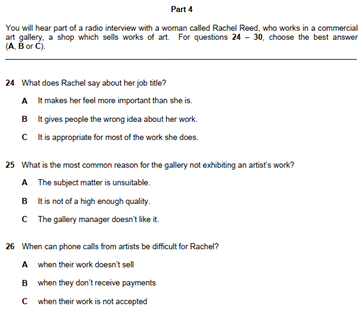 Part 4
You will hear part of a radio interview with a woman called Rachel Reed, who works in a commercial
art gallery, a shop which sells works of art. For questions 24 – 30, choose the best answer
(A, B or C).
24 What does Rachel say about her job title?
A It makes her feel more important than she is.
B It gives people the wrong idea about her work.
C It is appropriate for most of the work she does.
25 What is the most common reason for the gallery not exhibiting an artist's work?
A The subject matter is unsuitable.
B It is not of a high enough quality.
C The gallery manager doesn't like it.
26 When can phone calls from artists be difficult for Rachel?
A when their work doesn't sell
B when they don't receive payments
C when their work is not accepted